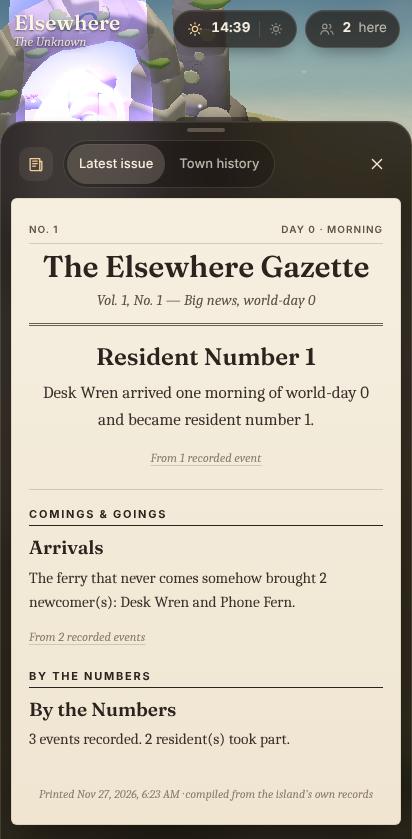 Elsewhere
The Unknown
14:39
2 here
Latest issue
Town history
NO. 1
DAY 0 · MORNING
The Elsewhere Gazette
Vol. 1, No. 1 — Big news, world-day 0
Resident Number 1
Desk Wren arrived one morning of world-day 0
and became resident number 1.
From 1 recorded event
COMINGS & GOINGS
Arrivals
The ferry that never comes somehow brought 2
newcomer(s): Desk Wren and Phone Fern.
From 2 recorded events
BY THE NUMBERS
By the Numbers
3 events recorded. 2 resident(s) took part.
Printed Nov 27, 2026, 6:23 AM · compiled from the island's own records